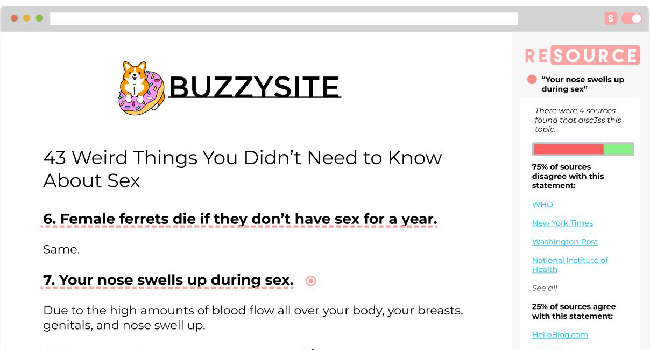 S
RESOURCE
"Your nose swells up
during sex"
There were 4 sources
found that disc3ss this
topic.
75% of sources
disagree with this
statement:
WHO
New York Times
Washington Post
National Institute of
Health
See all
25% of sources agree
with this statement:
HelloBlog.com
BUZZYSITE
43 Weird Things You Didn't Need to Know
About Sex
6. Female ferrets die if they don't have sex for a year.
Same.
7. Your nose swells up during sex.
Due to the high amounts of blood flow all over your body, your breasts,
genitals, and nose swell up.